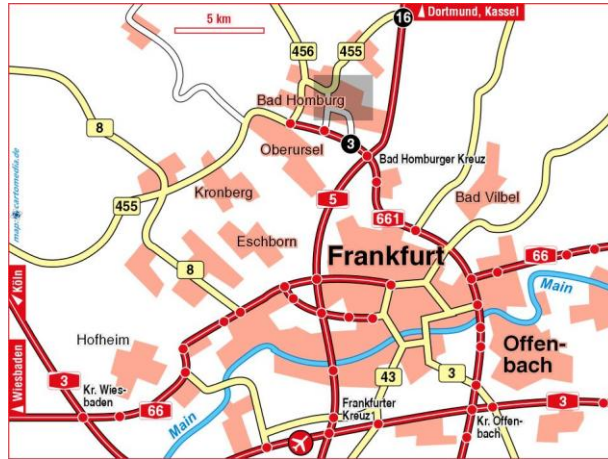 16
Dortmund, Kassel
5 km
456
455
Bad Homburg
8
3
Oberursel
Bad Homburger Kreuz
Kronberg
5
Bad Vilbel
455
661
map: cartomedia.de
Eschborn
Frankfurt
66
8
Köln
Main
Hofheim
Offen-
bach
Wiesbaden
3
43
3
Kr. Wies-
baden
66
Frankfurter
Kreuz
3
Main
Kr. Offen-
bach